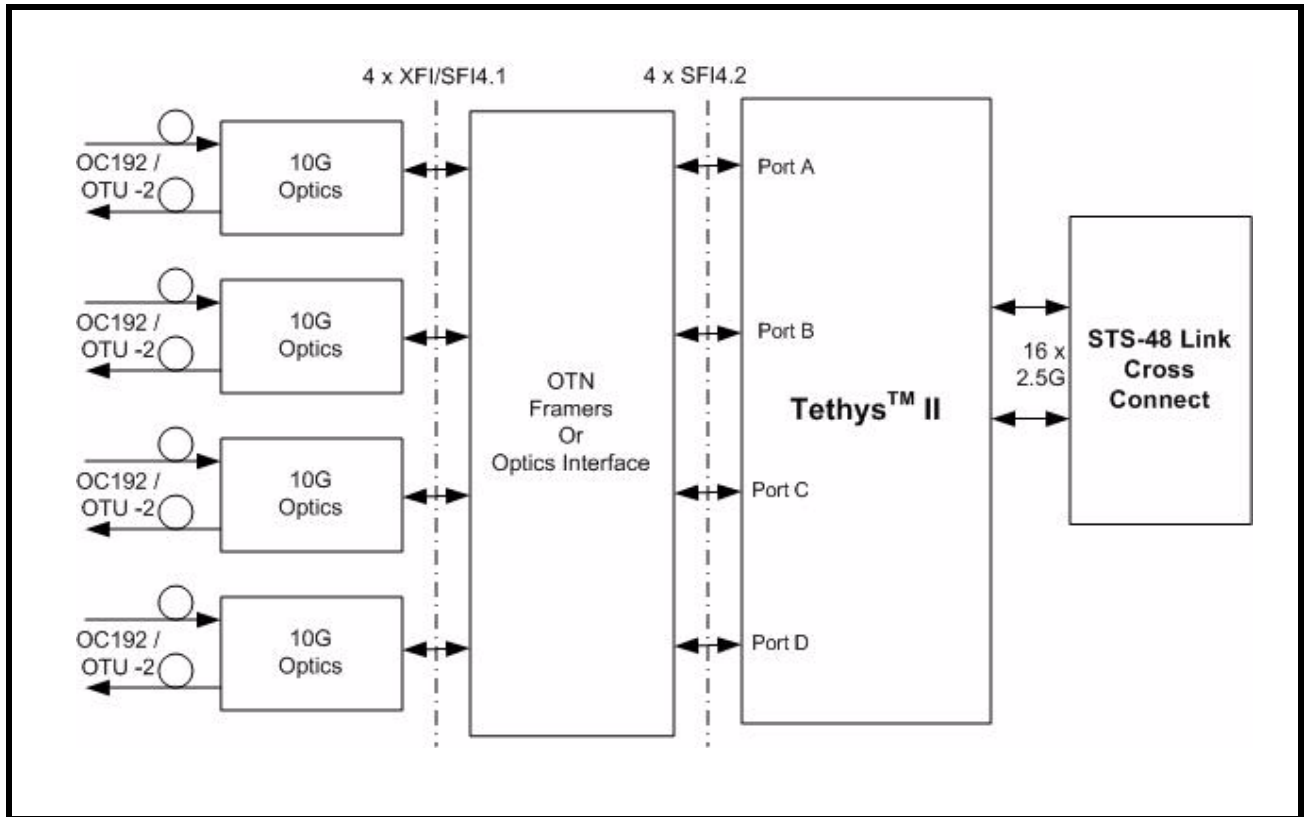 4 x XFI/SFI4.1
4 x SFI4.2
OC192 /
OTU -2
10G
Optics
OC192 /
OTU -2
10G
Optics
OC192 /
OTU -2
10G
Optics
OC192 /
OTU -2
10G
Optics
OTN
Framers
Or
Optics Interface
Port A
Port B
Port C
Port D
Tethys™ II
16 x
2.5G
STS-48 Link
Cross
Connect